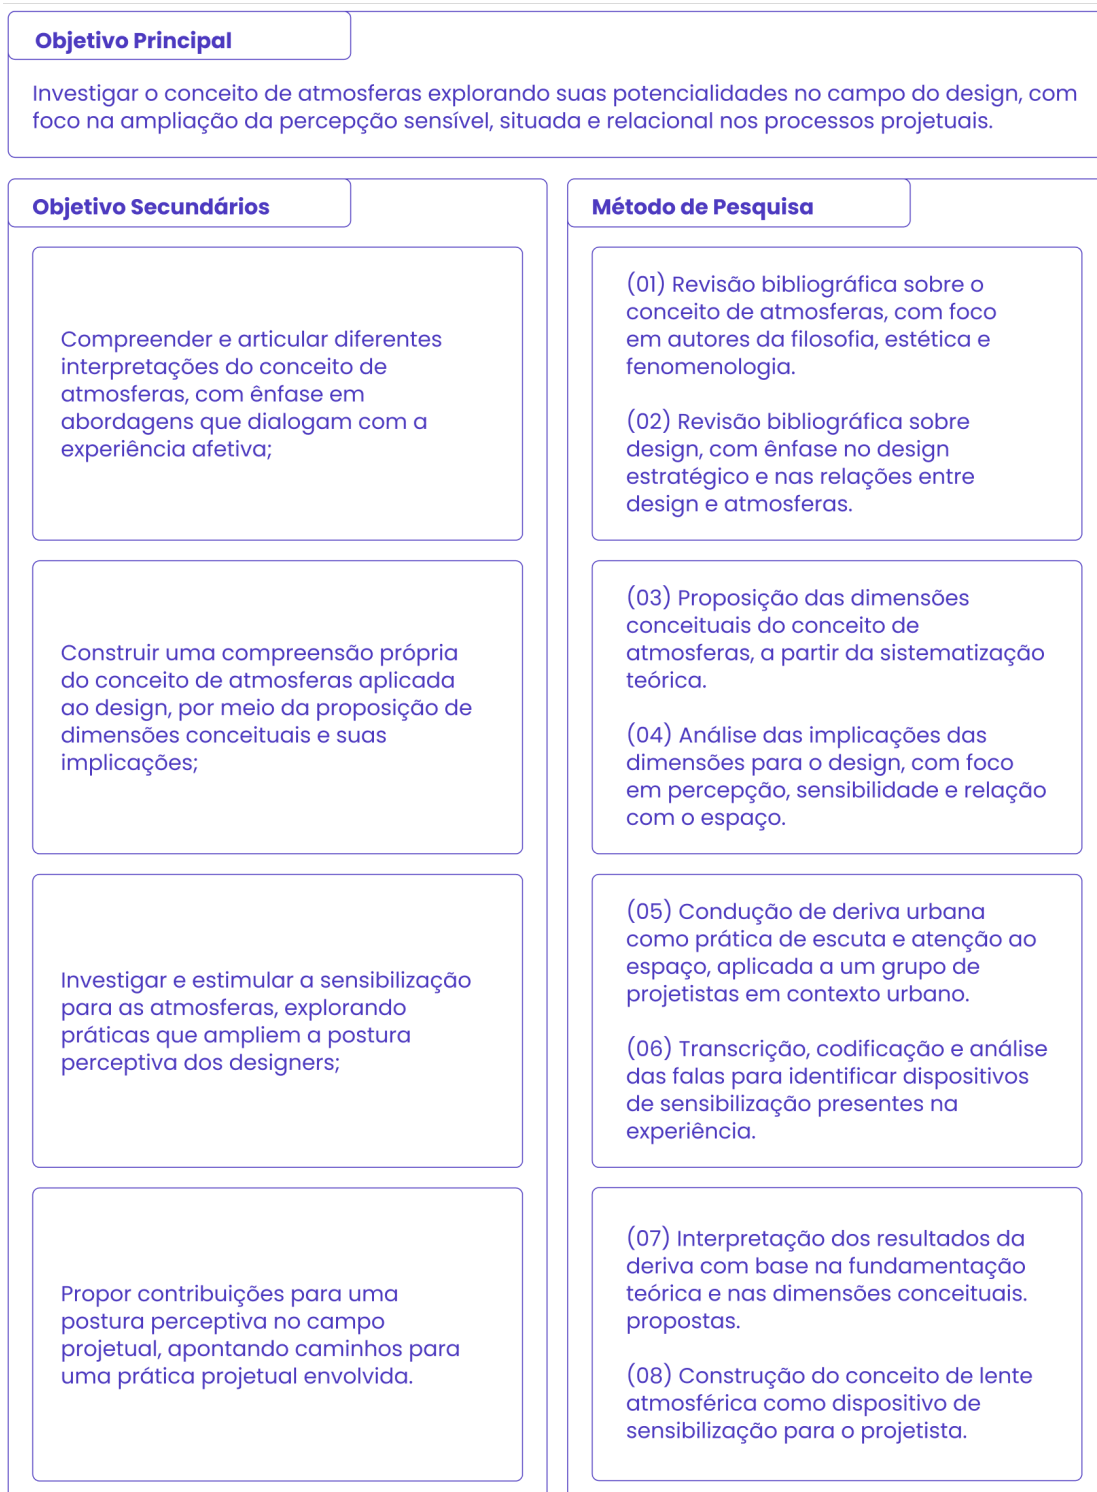 Objetivo Principal
Investigar o conceito de atmosferas explorando suas potencialidades no campo do design, com
foco na ampliação da percepção sensível, situada e relacional nos processos projetuais.
Objetivo Secundários
Compreender e articular diferentes
interpretações do conceito de
atmosferas, com ênfase em
abordagens que dialogam com a
experiência afetiva;
Construir uma compreensão própria
do conceito de atmosferas aplicada
ao design, por meio da proposição de
dimensões conceituais e suas
implicações;
Investigar e estimular a sensibilização
para as atmosferas, explorando
práticas que ampliem a postura
perceptiva dos designers;
Propor contribuições para uma
postura perceptiva no campo
projetual, apontando caminhos para
uma prática projetual envolvida.
Método de Pesquisa
(01) Revisão bibliográfica sobre o
conceito de atmosferas, com foco
em autores da filosofia, estética e
fenomenologia.
(02) Revisão bibliográfica sobre
design, com ênfase no design
estratégico e nas relações entre
design e atmosferas.
(03) Proposição das dimensões
conceituais do conceito de
atmosferas, a partir da sistematização
teórica.
(04) Análise das implicações das
dimensões para o design, com foco
em percepção, sensibilidade e relação
com o espaço.
(05) Condução de deriva urbana
como prática de escuta e atenção ao
espaço, aplicada a um grupo de
projetistas em contexto urbano.
(06) Transcrição, codificação e análise
das falas para identificar dispositivos
de sensibilização presentes na
experiência.
(07) Interpretação dos resultados da
deriva com base na fundamentação
teórica e nas dimensões conceituais.
propostas.
(08) Construção do conceito de lente
atmosférica como dispositivo de
sensibilização para o projetista.